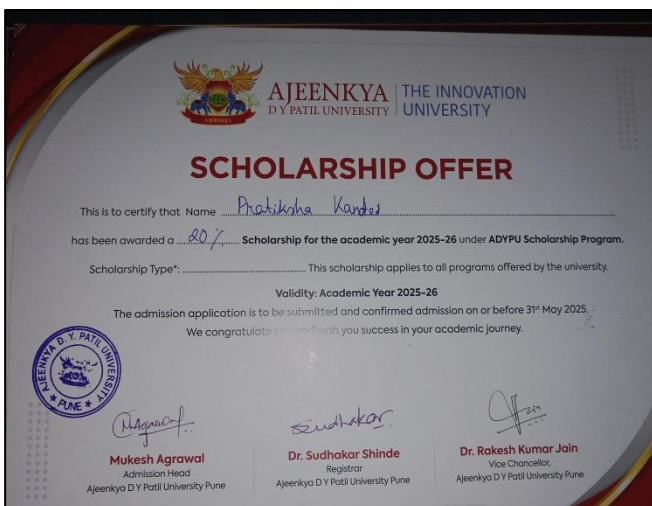 AJEENKYA
D Y PATIL UNIVERSITY
THE INNOVATION
UNIVERSITY
AJEENKYA
SCHOLARSHIP OFFER
This is to certify that Name Pratiksha
has been awarded a 20 % Scholarship for the academic year 2025-26 under ADYPU Scholarship Program.
Scholarship Type*: ........................................ This scholarship applies to all programs offered by the university.
Validity: Academic Year 2025-26
The admission application is to be submitted and confirmed admission on or before 31st May 2025.
We congratulate you and wish you success in your academic journey.
AJEENKYA D. Y. PATIL UNIVERSITY
★ PUNE ★
MAgrawal
Sudhakar
Mukesh Agrawal
Admission Head
Ajeenkya D Y Patil University Pune
Dr. Sudhakar Shinde
Registrar
Ajeenkya D Y Patil University Pune
Dr. Rakesh Kumar Jain
Vice Chancellor,
Ajeenkya D Y Patil University Pune